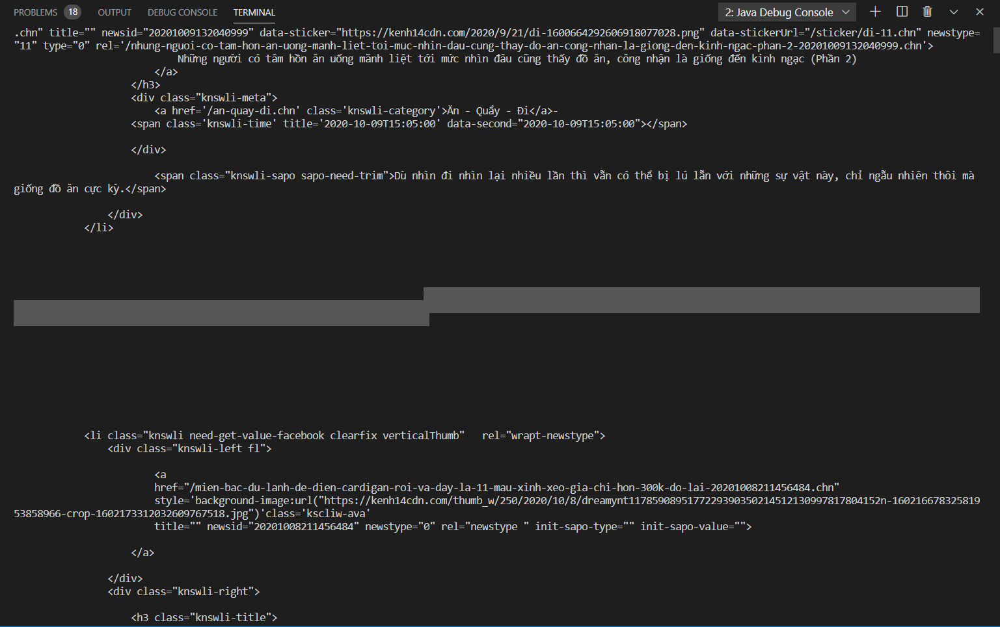 PROBLEMS 18 OUTPUT DEBUG CONSOLE TERMINAL 2: Java Debug Console
.chn" title="" newsid="20201009132040999" data-sticker="https://kenh14cdn.com/2020/9/21/di-1600664292606918077028.png" data-stickerUrl="/sticker/di-11.chn" newstype=
"11" type="0" rel='/nhung-nguoi-co-tam-hon-an-uong-manh-liet-toi-muc-nhin-dau-cung-thay-do-an-cong-nhan-la-giong-den-kinh-ngac-phan-2-20201009132040999.chn'>
Những người có tâm hồn ăn uống mãnh liệt tới mức nhìn đâu cũng thấy đồ ăn, công nhận là giống đến kinh ngạc (Phần 2)
</a>
</h3>
<div class="knswli-meta">
<a href='/an-quay-di.chn' class='knswli-category'>Ăn - Quẩy - Đi</a>-
<span class='knswli-time' title='2020-10-09T15:05:00' data-second="2020-10-09T15:05:00"></span>
</div>
<span class="knswli-sapo sapo-need-trim">Dù nhìn đi nhìn lại nhiều lần thì vẫn có thể bị lú lẫn với những sự vật này, chỉ ngẫu nhiên thôi mà
giống đồ ăn cực kỳ.</span>
</div>
</li>
<li class="knswli need-get-value-facebook clearfix verticalThumb"   rel="wrapt-newstype">
<div class="knswli-left fl">
<a
href="/mien-bac-du-lanh-de-dien-cardigan-roi-va-day-la-11-mau-xinh-xeo-gia-chi-hon-300k-do-lai-20201008211456484.chn"
style='background-image:url("https://kenh14cdn.com/thumb_w/250/2020/10/8/dreamynt11785908951772293903502145121309978178041​52n-160216678325819
53858966-crop-1602173312032609767518.jpg")'class='kscliw-ava'
title="" newsid="20201008211456484" newstype="0" rel="newstype " init-sapo-type="" init-sapo-value="">
</a>
</div>
<div class="knswli-right">
<h3 class="knswli-title">